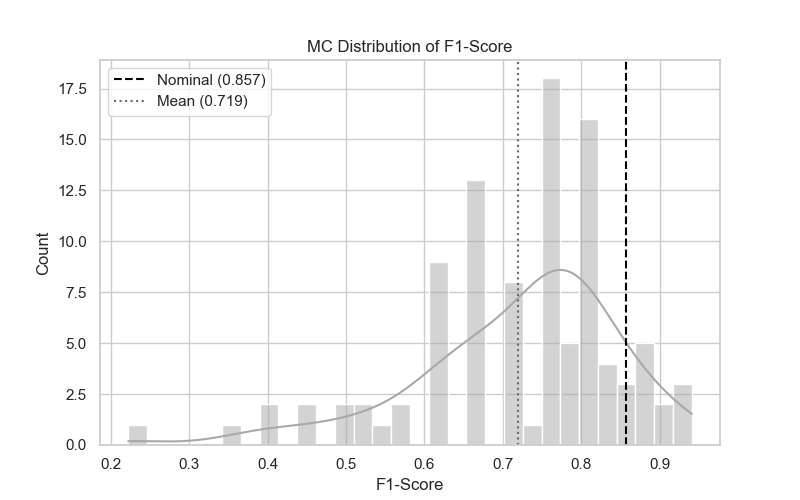 MC Distribution of F1-Score
Nominal (0.857)
Mean (0.719)
17.5
15.0
12.5
10.0
7.5
5.0
2.5
0.0
Count
0.2 0.3 0.4 0.5 0.6 0.7 0.8 0.9
F1-Score